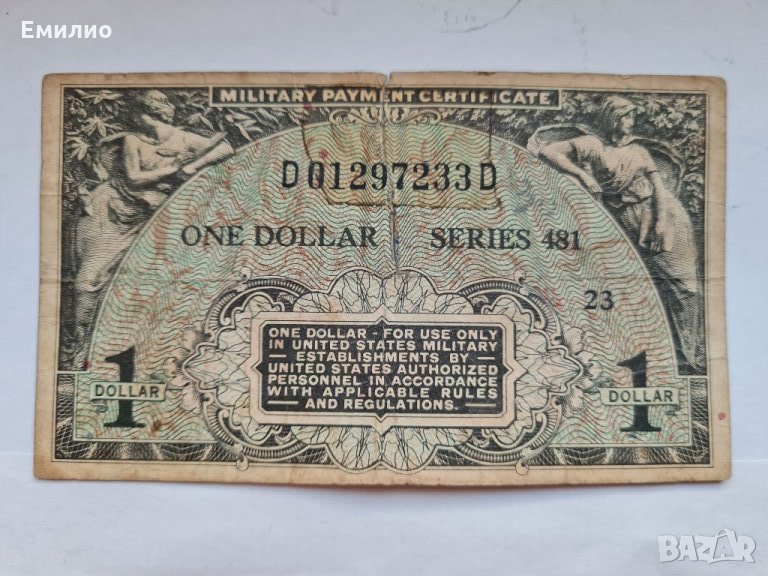 Емилио
MILITARY PAYMENT CERTIFICATE
D01297233D
ONE DOLLAR SERIES 481
23
ONE DOLLAR - FOR USE ONLY
IN UNITED STATES MILITARY
ESTABLISHMENTS BY
UNITED STATES AUTHORIZED
PERSONNEL IN ACCORDANCE
WITH APPLICABLE RULES
AND REGULATIONS.
1 DOLLAR
1 DOLLAR
BAZAR